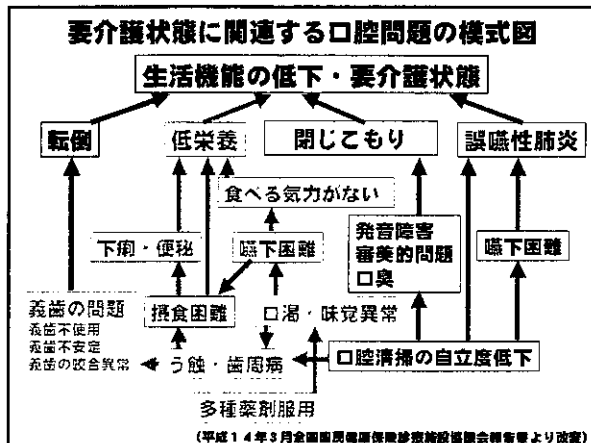 要介護状態に関連する口腔問題の模式図
生活機能の低下・要介護状態
転倒
低栄養
閉じこもり
誤嚥性肺炎
食べる気力がない
下痢・便秘
嚥下困難
発音障害
審美的問題
口臭
嚥下困難
義歯の問題
義歯不使用
義歯不安定
義歯の咬合異常
摂食困難
口渇・味覚異常
う蝕・歯周病
口腔清掃の自立度低下
多種薬剤服用
(平成14年3月全国国民健康保険診療施設協議会報告書より改変)